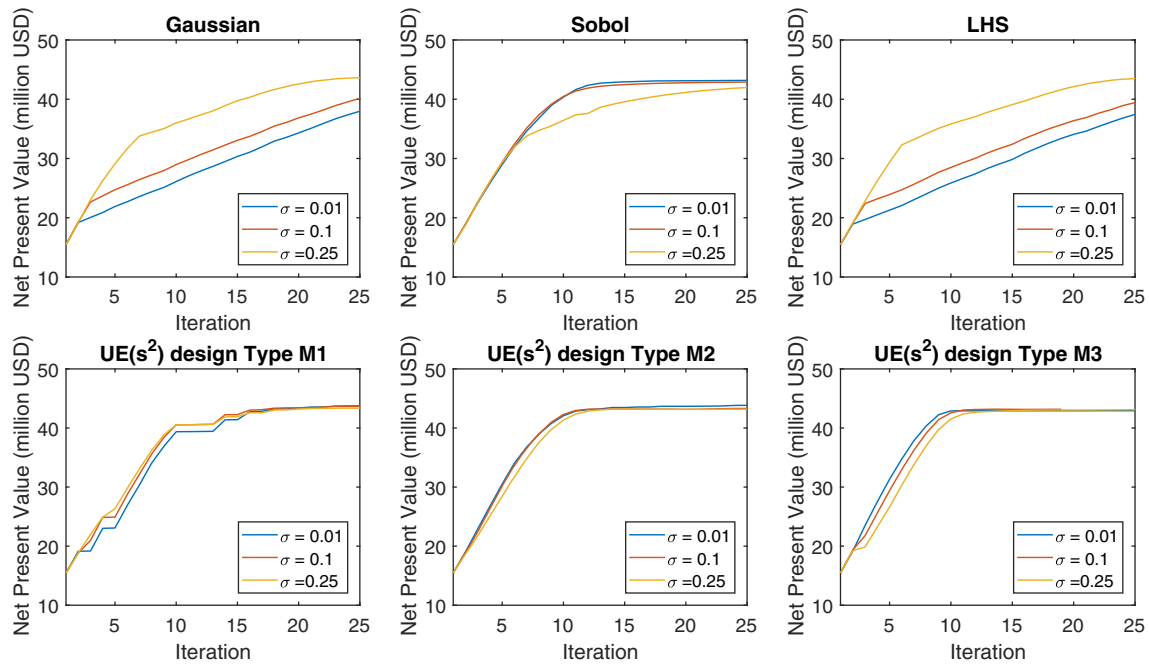 Gaussian
Net Present Value (million USD)
50
40
30
20
10
5
10
15
20
25
Iteration
σ = 0.01
σ = 0.1
σ =0.25
Sobol
Net Present Value (million USD)
50
40
30
20
10
5
10
15
20
25
Iteration
σ = 0.01
σ = 0.1
σ =0.25
LHS
Net Present Value (million USD)
50
40
30
20
10
5
10
15
20
25
Iteration
σ = 0.01
σ = 0.1
σ =0.25
UE(s²) design Type M1
Net Present Value (million USD)
50
40
30
20
10
5
10
15
20
25
Iteration
σ = 0.01
σ = 0.1
σ =0.25
UE(s²) design Type M2
Net Present Value (million USD)
50
40
30
20
10
5
10
15
20
25
Iteration
σ = 0.01
σ = 0.1
σ =0.25
UE(s²) design Type M3
Net Present Value (million USD)
50
40
30
20
10
5
10
15
20
25
Iteration
σ = 0.01
σ = 0.1
σ =0.25